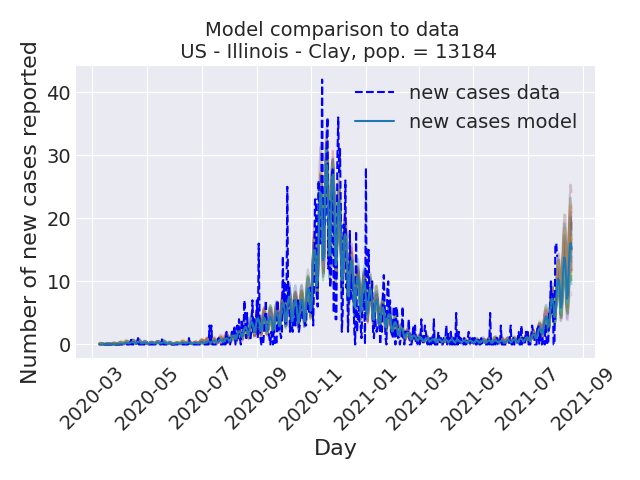 Model comparison to data
US - Illinois - Clay, pop. = 13184
Number of new cases reported
40
30
20
10
0
new cases data
new cases model
2020-03
2020-05
2020-07
2020-09
2020-11
2021-01
2021-03
2021-05
2021-07
2021-09
Day